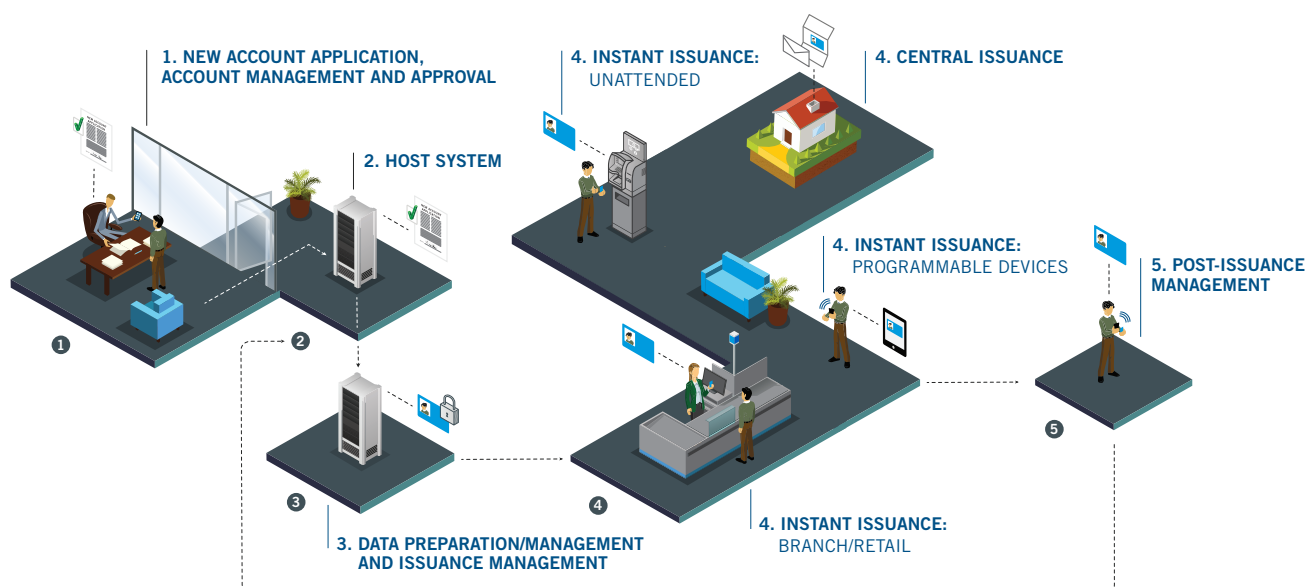 1. NEW ACCOUNT APPLICATION,
ACCOUNT MANAGEMENT AND APPROVAL
4. INSTANT ISSUANCE:
UNATTENDED
4. CENTRAL ISSUANCE
2. HOST SYSTEM
4. INSTANT ISSUANCE:
PROGRAMMABLE DEVICES
5. POST-ISSUANCE
MANAGEMENT
1
2
3
4
5
3. DATA PREPARATION/MANAGEMENT
AND ISSUANCE MANAGEMENT
4. INSTANT ISSUANCE:
BRANCH/RETAIL